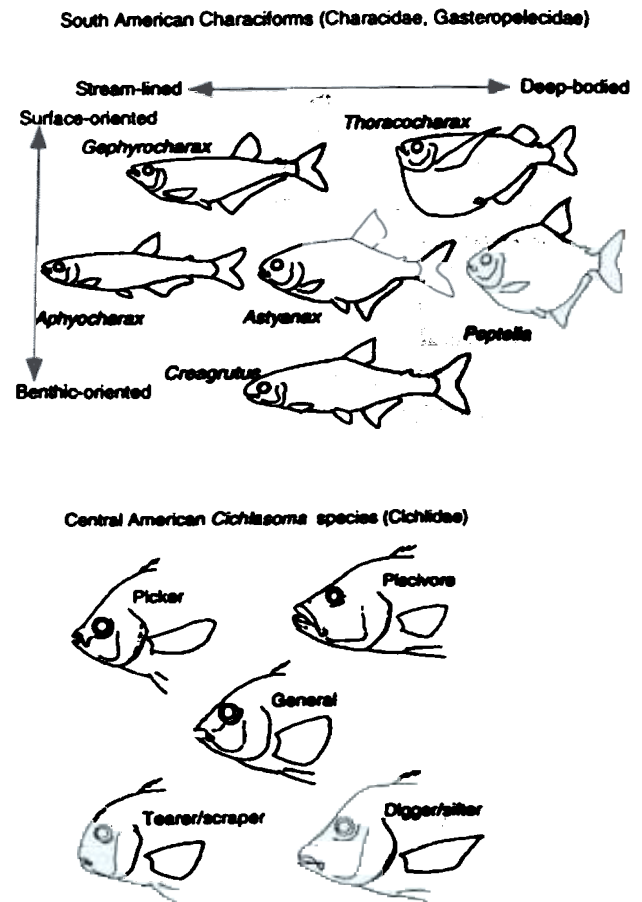 South American Characiforms (Characidae, Gasteropelecidae)
Stream-lined
Deep-bodied
Surface-oriented
Thoracocharax
Gephyrocharax
Aphyocharax
Astyanax
Poptella
Creagrutus
Benthic-oriented
Central American Cichlasoma species (Cichlidae)
Picker
Piscivore
General
Tearer/scraper
Digger/sifter